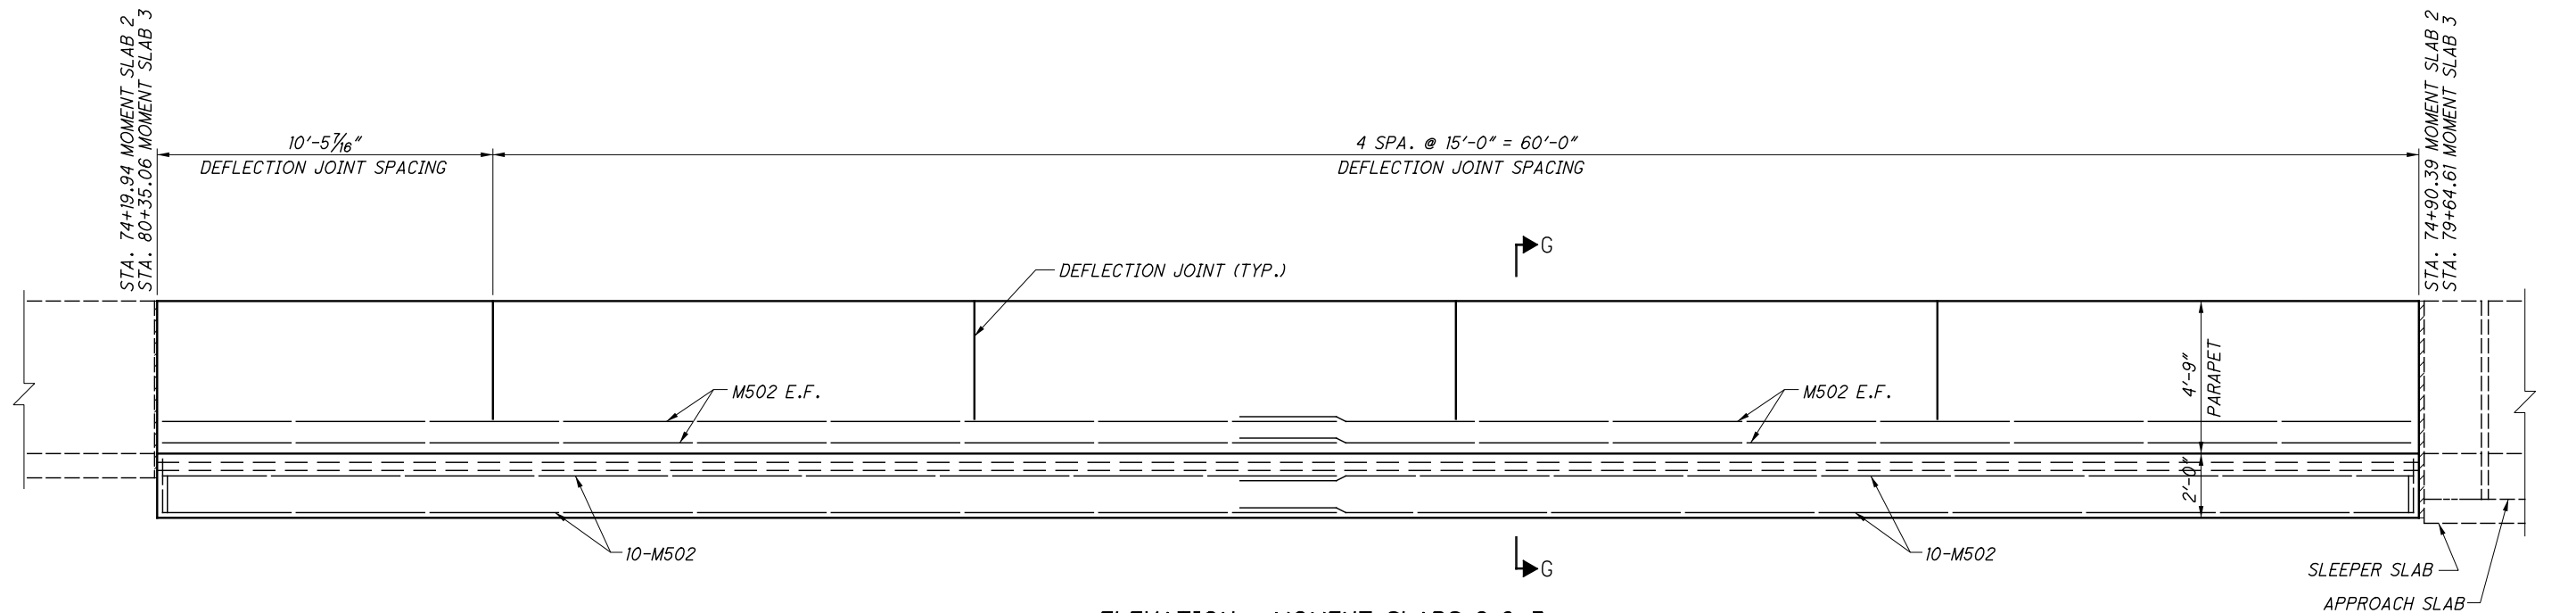 STA. 74+19.94 MOMENT SLAB 2
STA. 80+35.06 MOMENT SLAB 3
STA. 74+90.39 MOMENT SLAB 2
STA. 79+64.61 MOMENT SLAB 3
10'-5 7/16"
DEFLECTION JOINT SPACING
4 SPA. @ 15'-0" = 60'-0"
DEFLECTION JOINT SPACING
G
DEFLECTION JOINT (TYP.)
4'-9"
PARAPET
M502 E.F.
M502 E.F.
2'-0"
10-M502
10-M502
G
SLEEPER SLAB
APPROACH SLAB